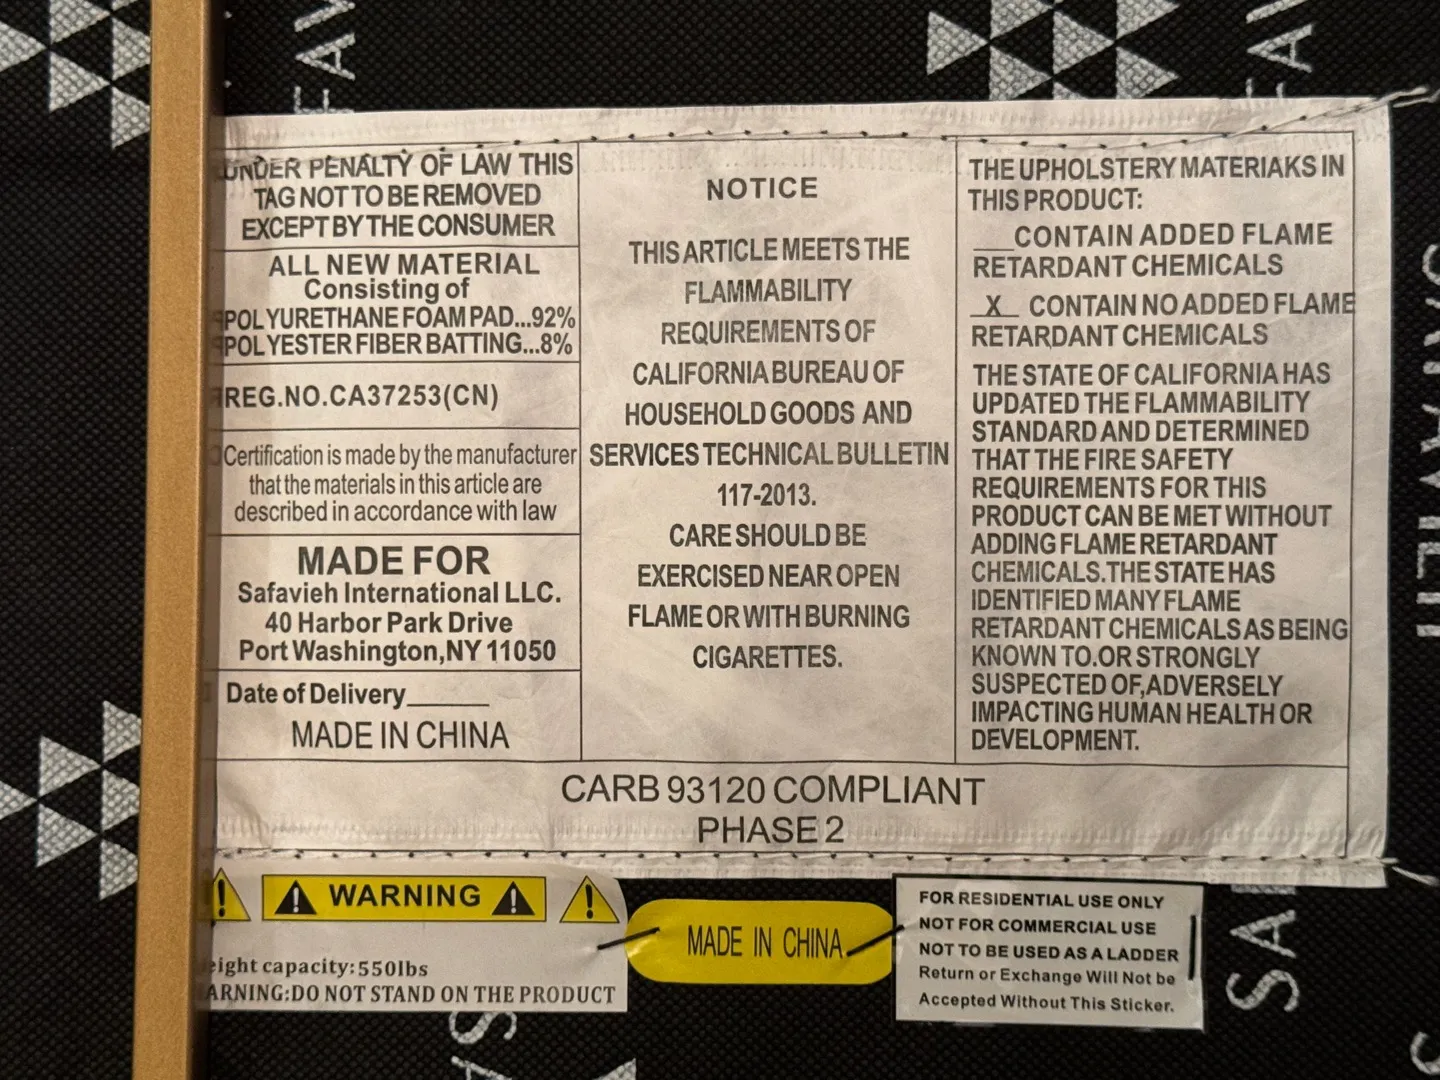 UNDER PENALTY OF LAW THIS
TAG NOT TO BE REMOVED
EXCEPT BY THE CONSUMER
ALL NEW MATERIAL
Consisting of
POLYURETHANE FOAM PAD...92%
POLYESTER FIBER BATTING...8%
REG.NO.CA37253(CN)
Certification is made by the manufacturer
that the materials in this article are
described in accordance with law
MADE FOR
Safavieh International LLC.
40 Harbor Park Drive
Port Washington,NY 11050
Date of Delivery______
MADE IN CHINA
NOTICE
THIS ARTICLE MEETS THE
FLAMMABILITY
REQUIREMENTS OF
CALIFORNIA BUREAU OF
HOUSEHOLD GOODS AND
SERVICES TECHNICAL BULLETIN
117-2013.
CARE SHOULD BE
EXERCISED NEAR OPEN
FLAME OR WITH BURNING
CIGARETTES.
THE UPHOLSTERY MATERIAKS IN
THIS PRODUCT:
___CONTAIN ADDED FLAME
RETARDANT CHEMICALS
_X_ CONTAIN NO ADDED FLAME
RETARDANT CHEMICALS
THE STATE OF CALIFORNIA HAS
UPDATED THE FLAMMABILITY
STANDARD AND DETERMINED
THAT THE FIRE SAFETY
REQUIREMENTS FOR THIS
PRODUCT CAN BE MET WITHOUT
ADDING FLAME RETARDANT
CHEMICALS.THE STATE HAS
IDENTIFIED MANY FLAME
RETARDANT CHEMICALS AS BEING
KNOWN TO.OR STRONGLY
SUSPECTED OF,ADVERSELY
IMPACTING HUMAN HEALTH OR
DEVELOPMENT.
CARB 93120 COMPLIANT
PHASE 2
WARNING
eight capacity:550lbs
ARNING:DO NOT STAND ON THE PRODUCT
MADE IN CHINA
FOR RESIDENTIAL USE ONLY
NOT FOR COMMERCIAL USE
NOT TO BE USED AS A LADDER
Return or Exchange Will Not be
Accepted Without This Sticker.